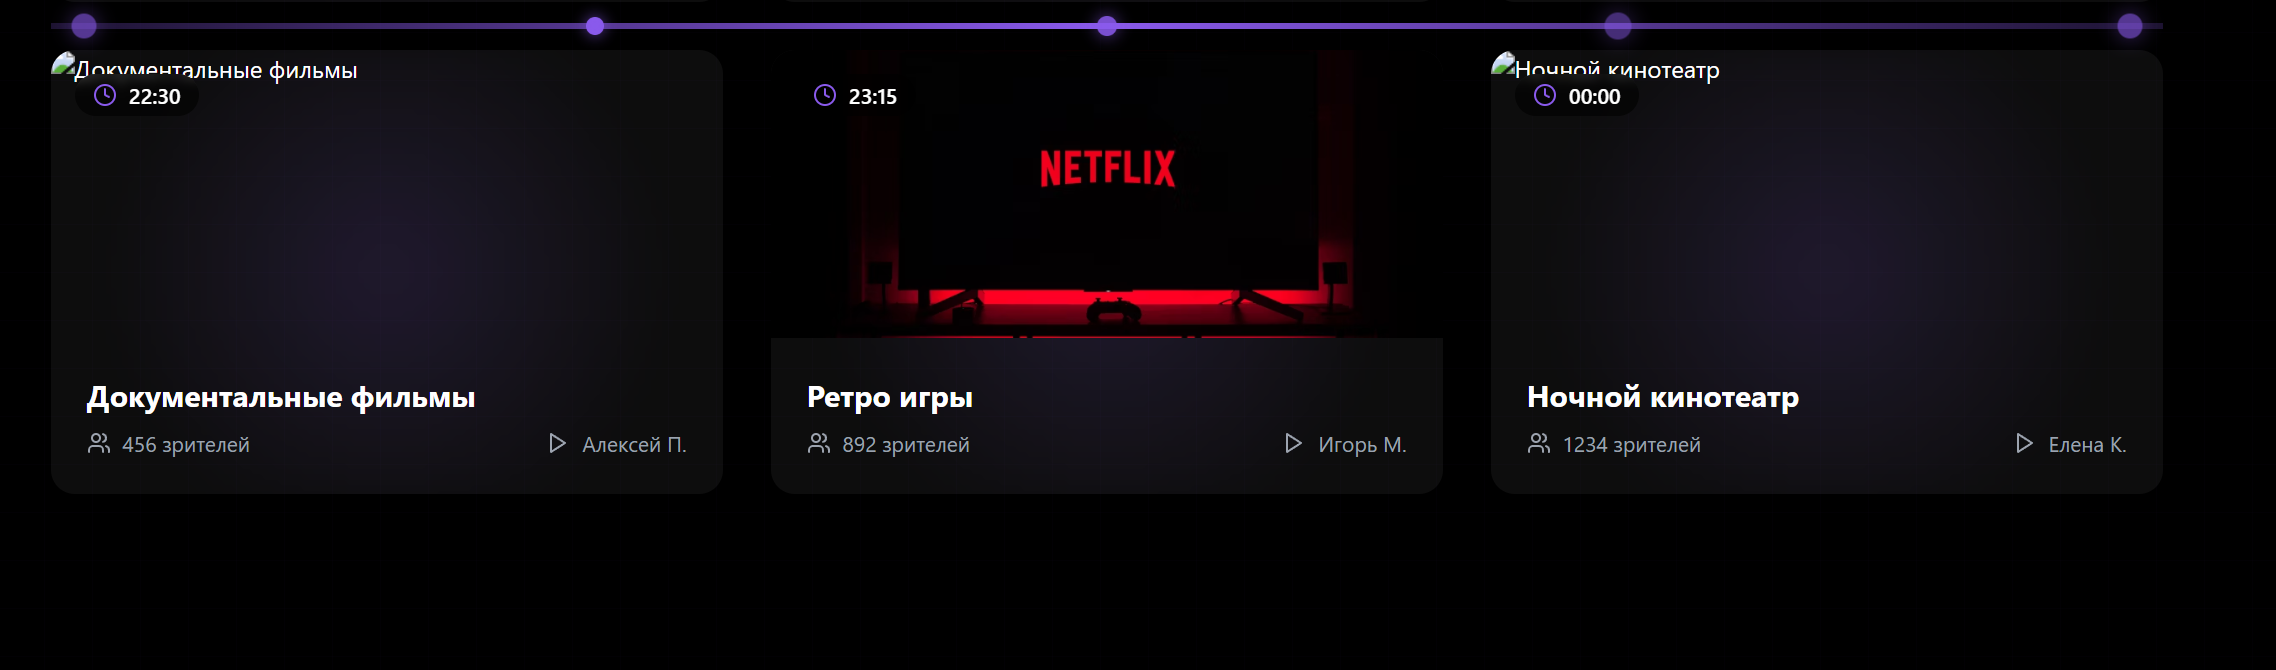 Документальные фильмы
22:30
Документальные фильмы
456 зрителей
Алексей П.
23:15
NETFLIX
Ретро игры
892 зрителей
Игорь М.
Ночной кинотеатр
00:00
Ночной кинотеатр
1234 зрителей
Елена К.